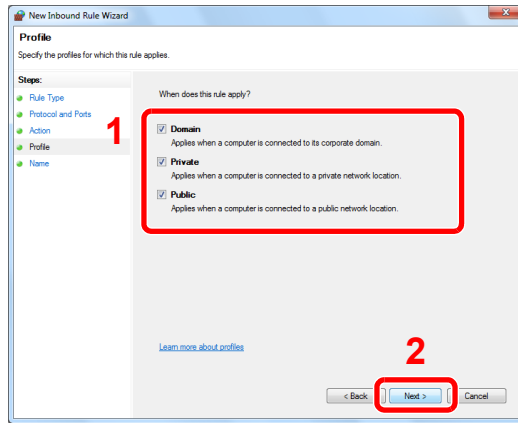 New Inbound Rule Wizard
Profile
Specify the profiles for which this rule applies.
Steps:
Rule Type
Protocol and Ports
Action
Profile
Name
When does this rule apply?
1
Domain
Applies when a computer is connected to its corporate domain.
Private
Applies when a computer is connected to a private network location.
Public
Applies when a computer is connected to a public network location.
Learn more about profiles
2
< Back Next > Cancel